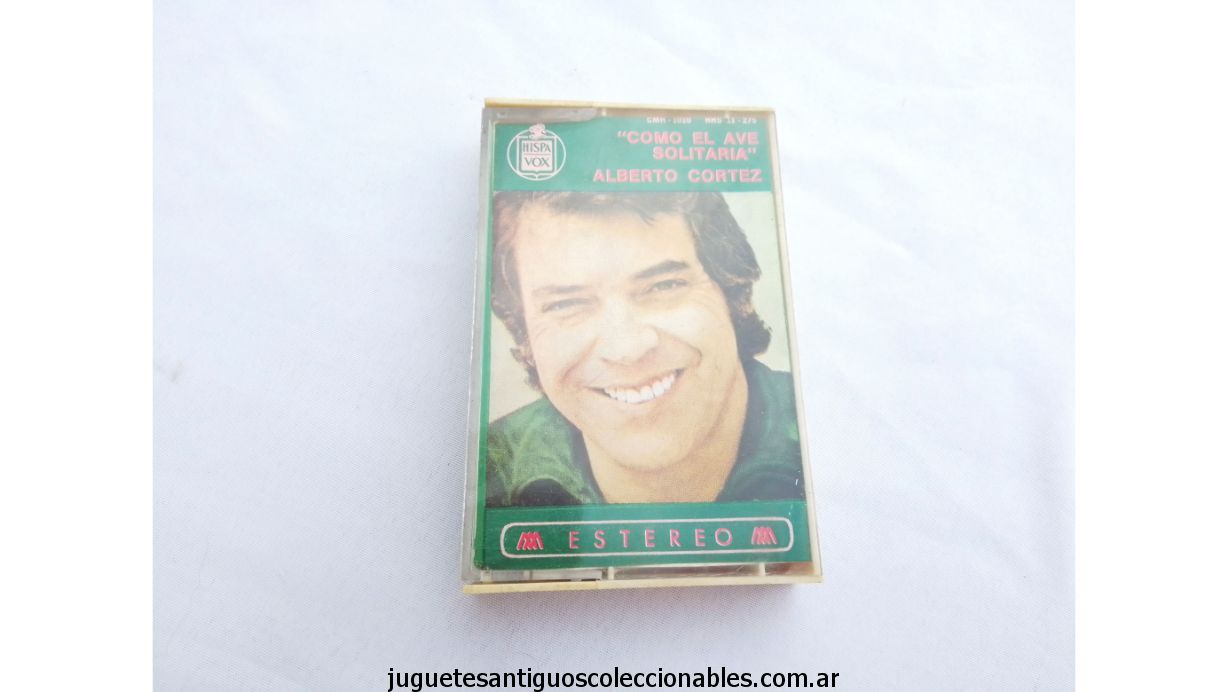 "COMO EL AVE
SOLITARIA"
ALBERTO CORTEZ
HISPA
VOX
ESTEREO
juguetesantiguoscoleccionables.com.ar